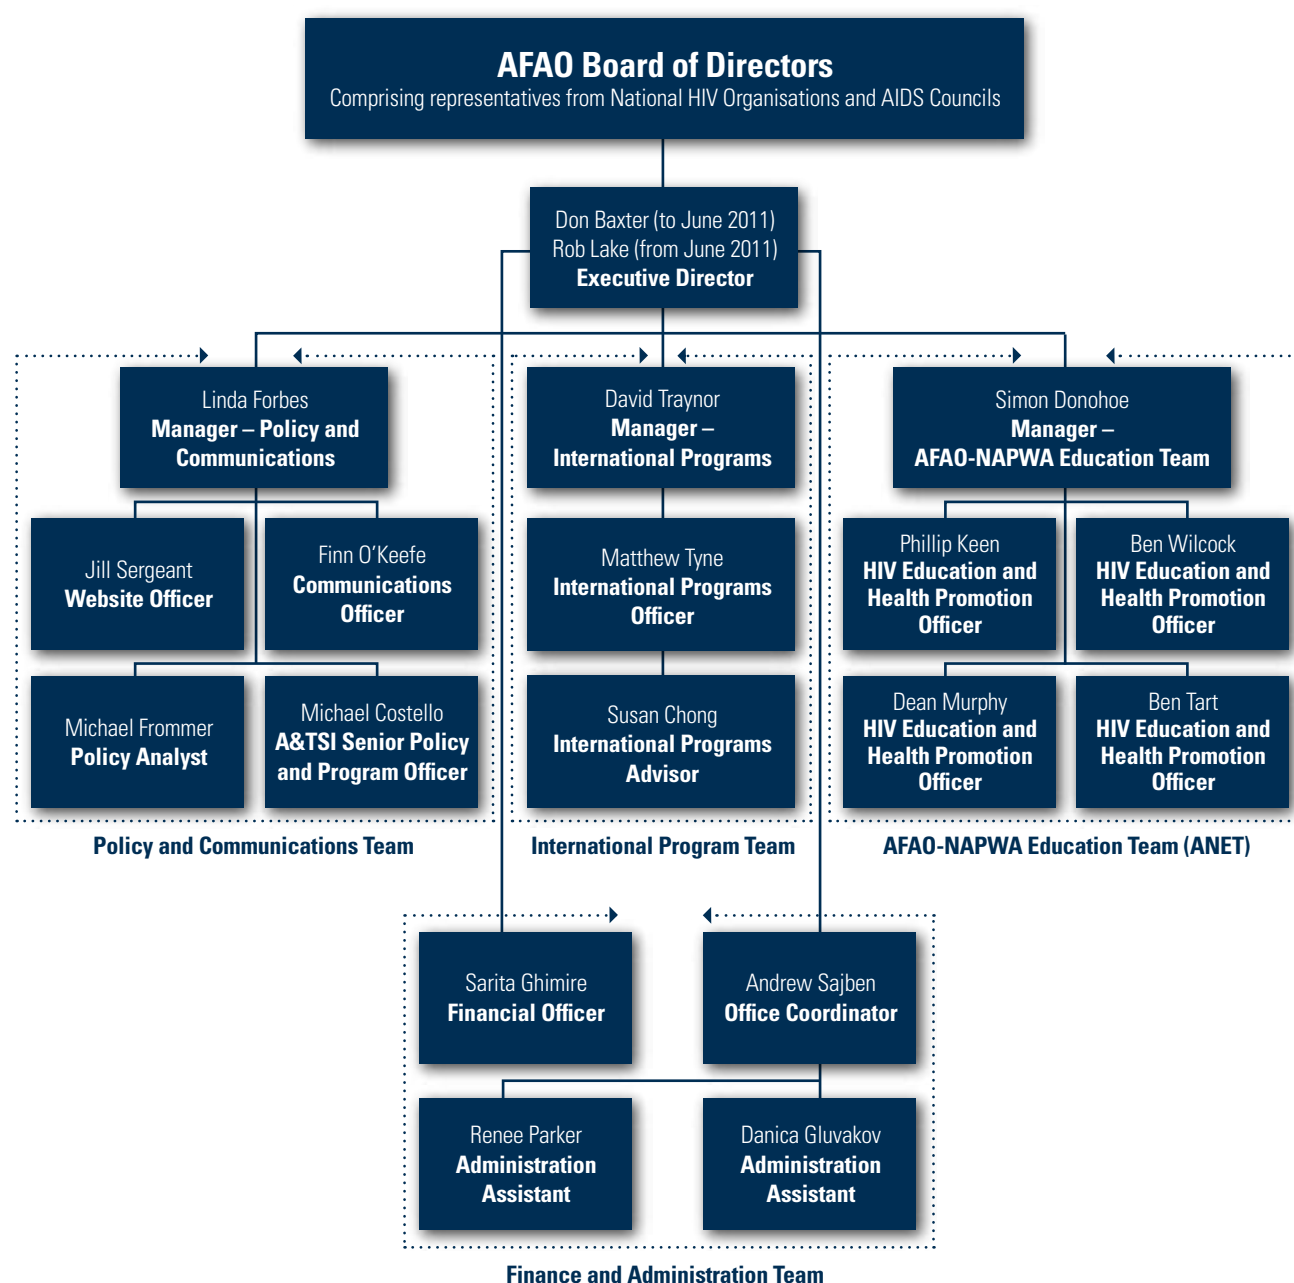 AFAO Board of Directors
Comprising representatives from National HIV Organisations and AIDS Councils
Don Baxter (to June 2011)
Rob Lake (from June 2011)
Executive Director
Linda Forbes
Manager – Policy and
Communications
Jill Sergeant
Website Officer
Finn O'Keefe
Communications
Officer
Michael Frommer
Policy Analyst
Michael Costello
A&TSI Senior Policy
and Program Officer
Policy and Communications Team
David Traynor
Manager –
International Programs
Matthew Tyne
International Programs
Officer
Susan Chong
International Programs
Advisor
International Program Team
Simon Donohoe
Manager –
AFAO-NAPWA Education Team
Phillip Keen
HIV Education and
Health Promotion
Officer
Ben Wilcock
HIV Education and
Health Promotion
Officer
Dean Murphy
HIV Education and
Health Promotion
Officer
Ben Tart
HIV Education and
Health Promotion
Officer
AFAO-NAPWA Education Team (ANET)
Sarita Ghimire
Financial Officer
Andrew Sajben
Office Coordinator
Renee Parker
Administration
Assistant
Danica Gluvakov
Administration
Assistant
Finance and Administration Team